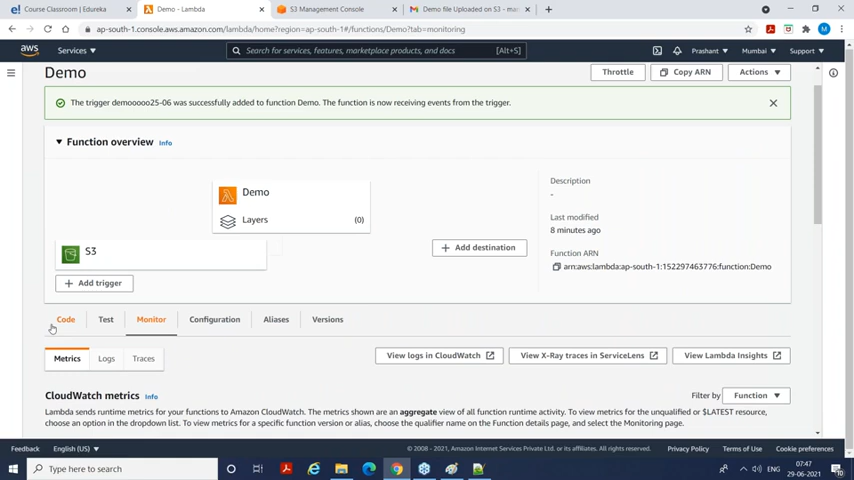 Course Classroom | Edureka
Demo - Lambda
S3 Management Console
Demo file Uploaded on S3 - ma
ap-south-1.console.aws.amazon.com/lambda/home?region=ap-south-1#/functions/Demo?tab=monitoring
M
aws
Services
Search for services, features, marketplace products, and docs
[Alt+S]
Prashant
Mumbai
Support
Demo
Throttle
Copy ARN
Actions
The trigger demooooo25-06 was successfully added to function Demo. The function is now receiving events from the trigger.
Function overview
Info
Demo
Layers
(0)
S3
+ Add trigger
+ Add destination
Description
-
Last modified
8 minutes ago
Function ARN
arn:aws:lambda:ap-south-1:152297463776:function:Demo
Code
Test
Monitor
Configuration
Aliases
Versions
Metrics
Logs
Traces
View logs in CloudWatch
View X-Ray traces in ServiceLens
View Lambda Insights
CloudWatch metrics
Info
Filter by
Function
Lambda sends runtime metrics for your functions to Amazon CloudWatch. The metrics shown are an aggregate view of all function runtime activity. To view metrics for the unqualified or $LATEST resource,
choose an option in the dropdown list. To view metrics for a specific function version or alias, choose the qualifier name on the Function details page, and select the Monitoring page.
Feedback
English (US)
© 2008 - 2021, Amazon Internet Services Private Ltd. or its affiliates. All rights reserved.
Privacy Policy
Terms of Use
Cookie preferences
Type here to search
ENG
07:47
29-06-2021